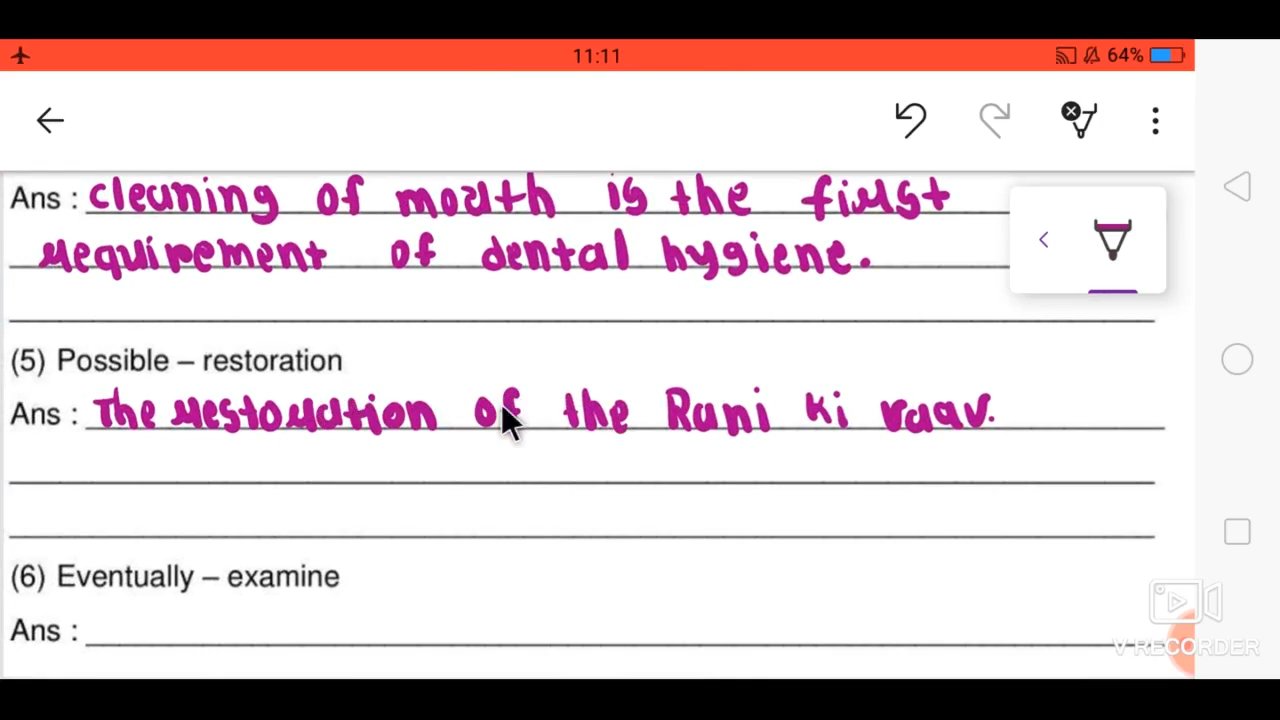 11:11
64%
Ans : cleaning of mouth is the first
requirement of dental hygiene.
(5) Possible – restoration
Ans : The restoration of the Rani ki vaav.
(6) Eventually – examine
Ans :
V RECORDER